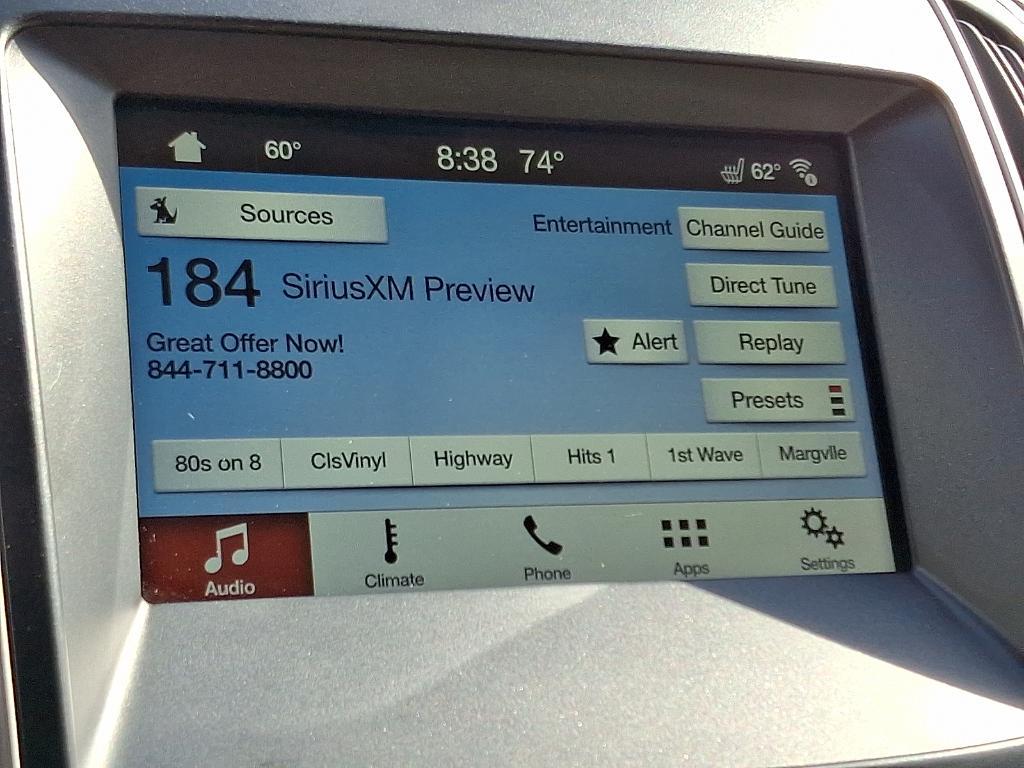 60° 8:38 74° 62°
Sources Entertainment Channel Guide
184 SiriusXM Preview Direct Tune
Great Offer Now! Alert Replay
844-711-8800
Presets
80s on 8 ClsVinyl Highway Hits 1 1st Wave Margvlle
Audio Climate Phone Apps Settings